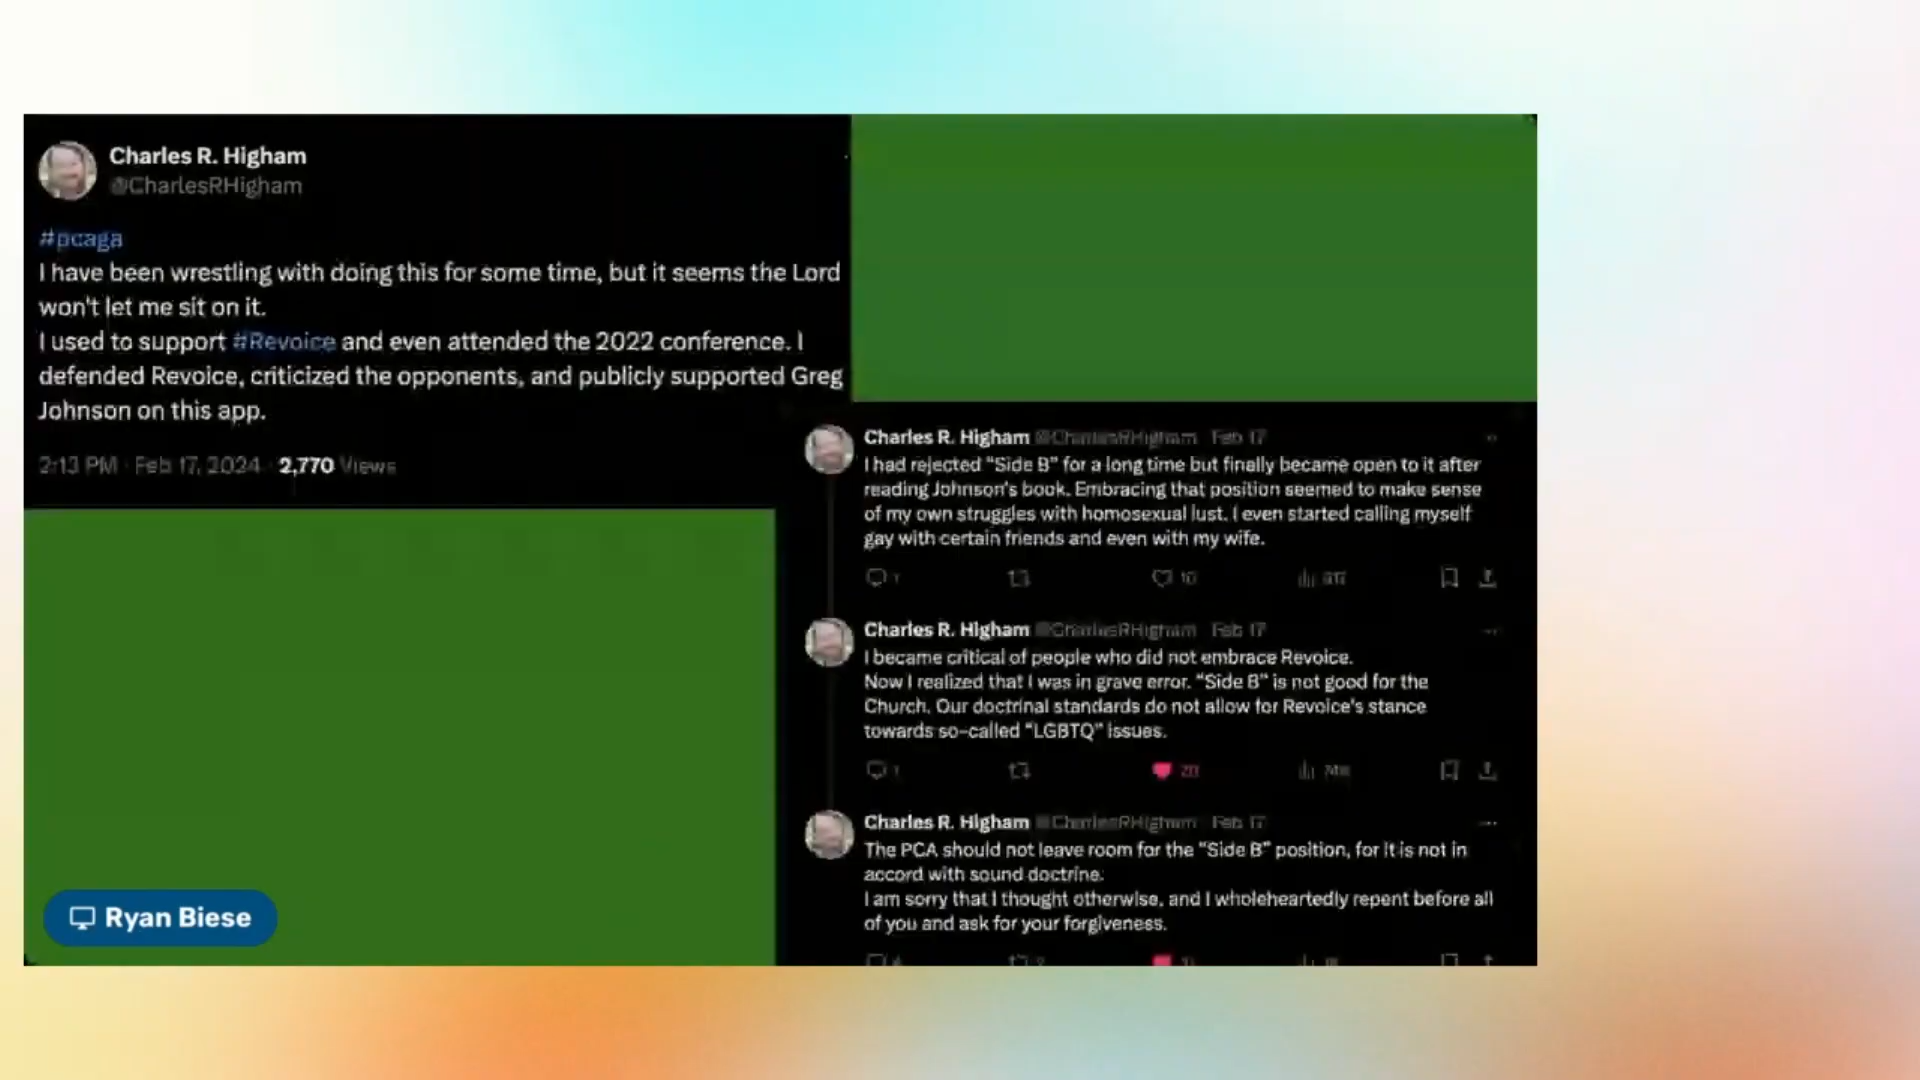 Charles R. Higham
@CharlesRHigham
#pcaga
I have been wrestling with doing this for some time, but it seems the Lord
won't let me sit on it.
I used to support #Revoice and even attended the 2022 conference. I
defended Revoice, criticized the opponents, and publicly supported Greg
Johnson on this app.
2:13 PM · Feb 17, 2024 · 2,770 Views
Charles R. Higham @CharlesRHigham · Feb 17
I had rejected "Side B" for a long time but finally became open to it after
reading Johnson's book. Embracing that position seemed to make sense
of my own struggles with homosexual lust. I even started calling myself
gay with certain friends and even with my wife.
1 10
Charles R. Higham @CharlesRHigham · Feb 17
I became critical of people who did not embrace Revoice.
Now I realized that I was in grave error. "Side B" is not good for the
Church. Our doctrinal standards do not allow for Revoice's stance
towards so-called "LGBTQ" issues.
1 20
Charles R. Higham @CharlesRHigham · Feb 17
The PCA should not leave room for the "Side B" position, for it is not in
accord with sound doctrine.
I am sorry that I thought otherwise, and I wholeheartedly repent before all
of you and ask for your forgiveness.
Ryan Biese